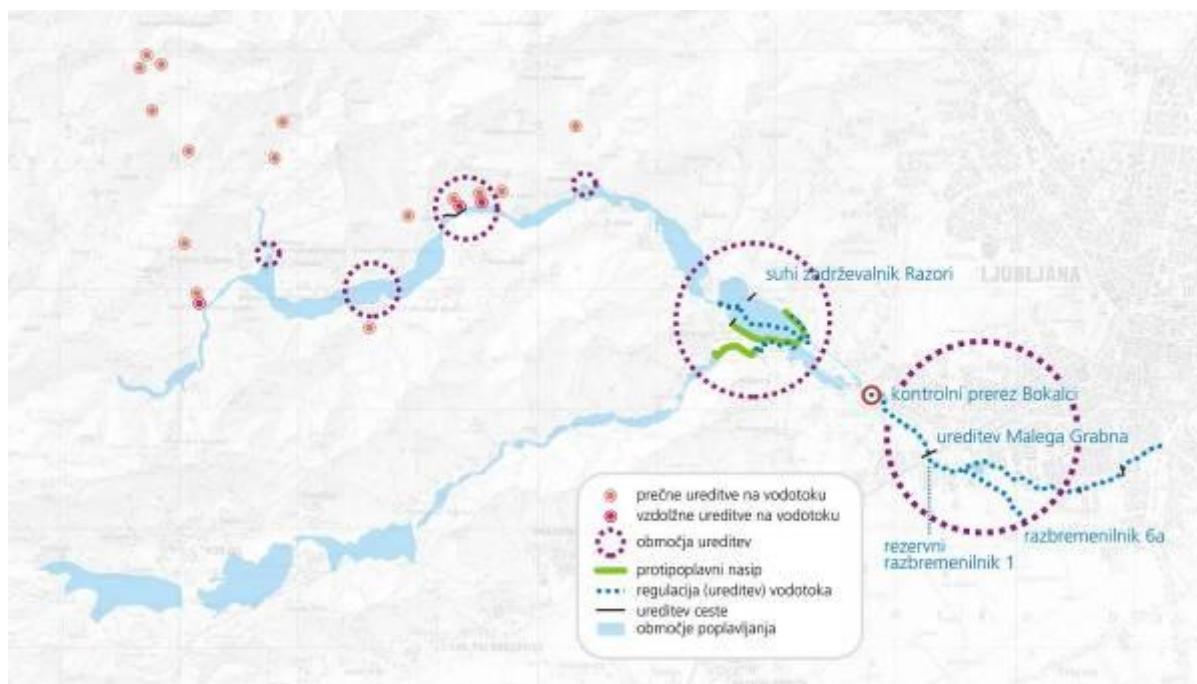 suhi zadrževalnik Razori
LJUBLJANA
kontrolni prerez Bokalci
ureditev Malega Grabna
razbremenilnik 6a
rezervni
razbremenilnik 1
prečne ureditve na vodotoku
vzdolžne ureditve na vodotoku
območja ureditev
protipoplavni nasip
regulacija (ureditev) vodotoka
ureditev ceste
območje poplavljanja